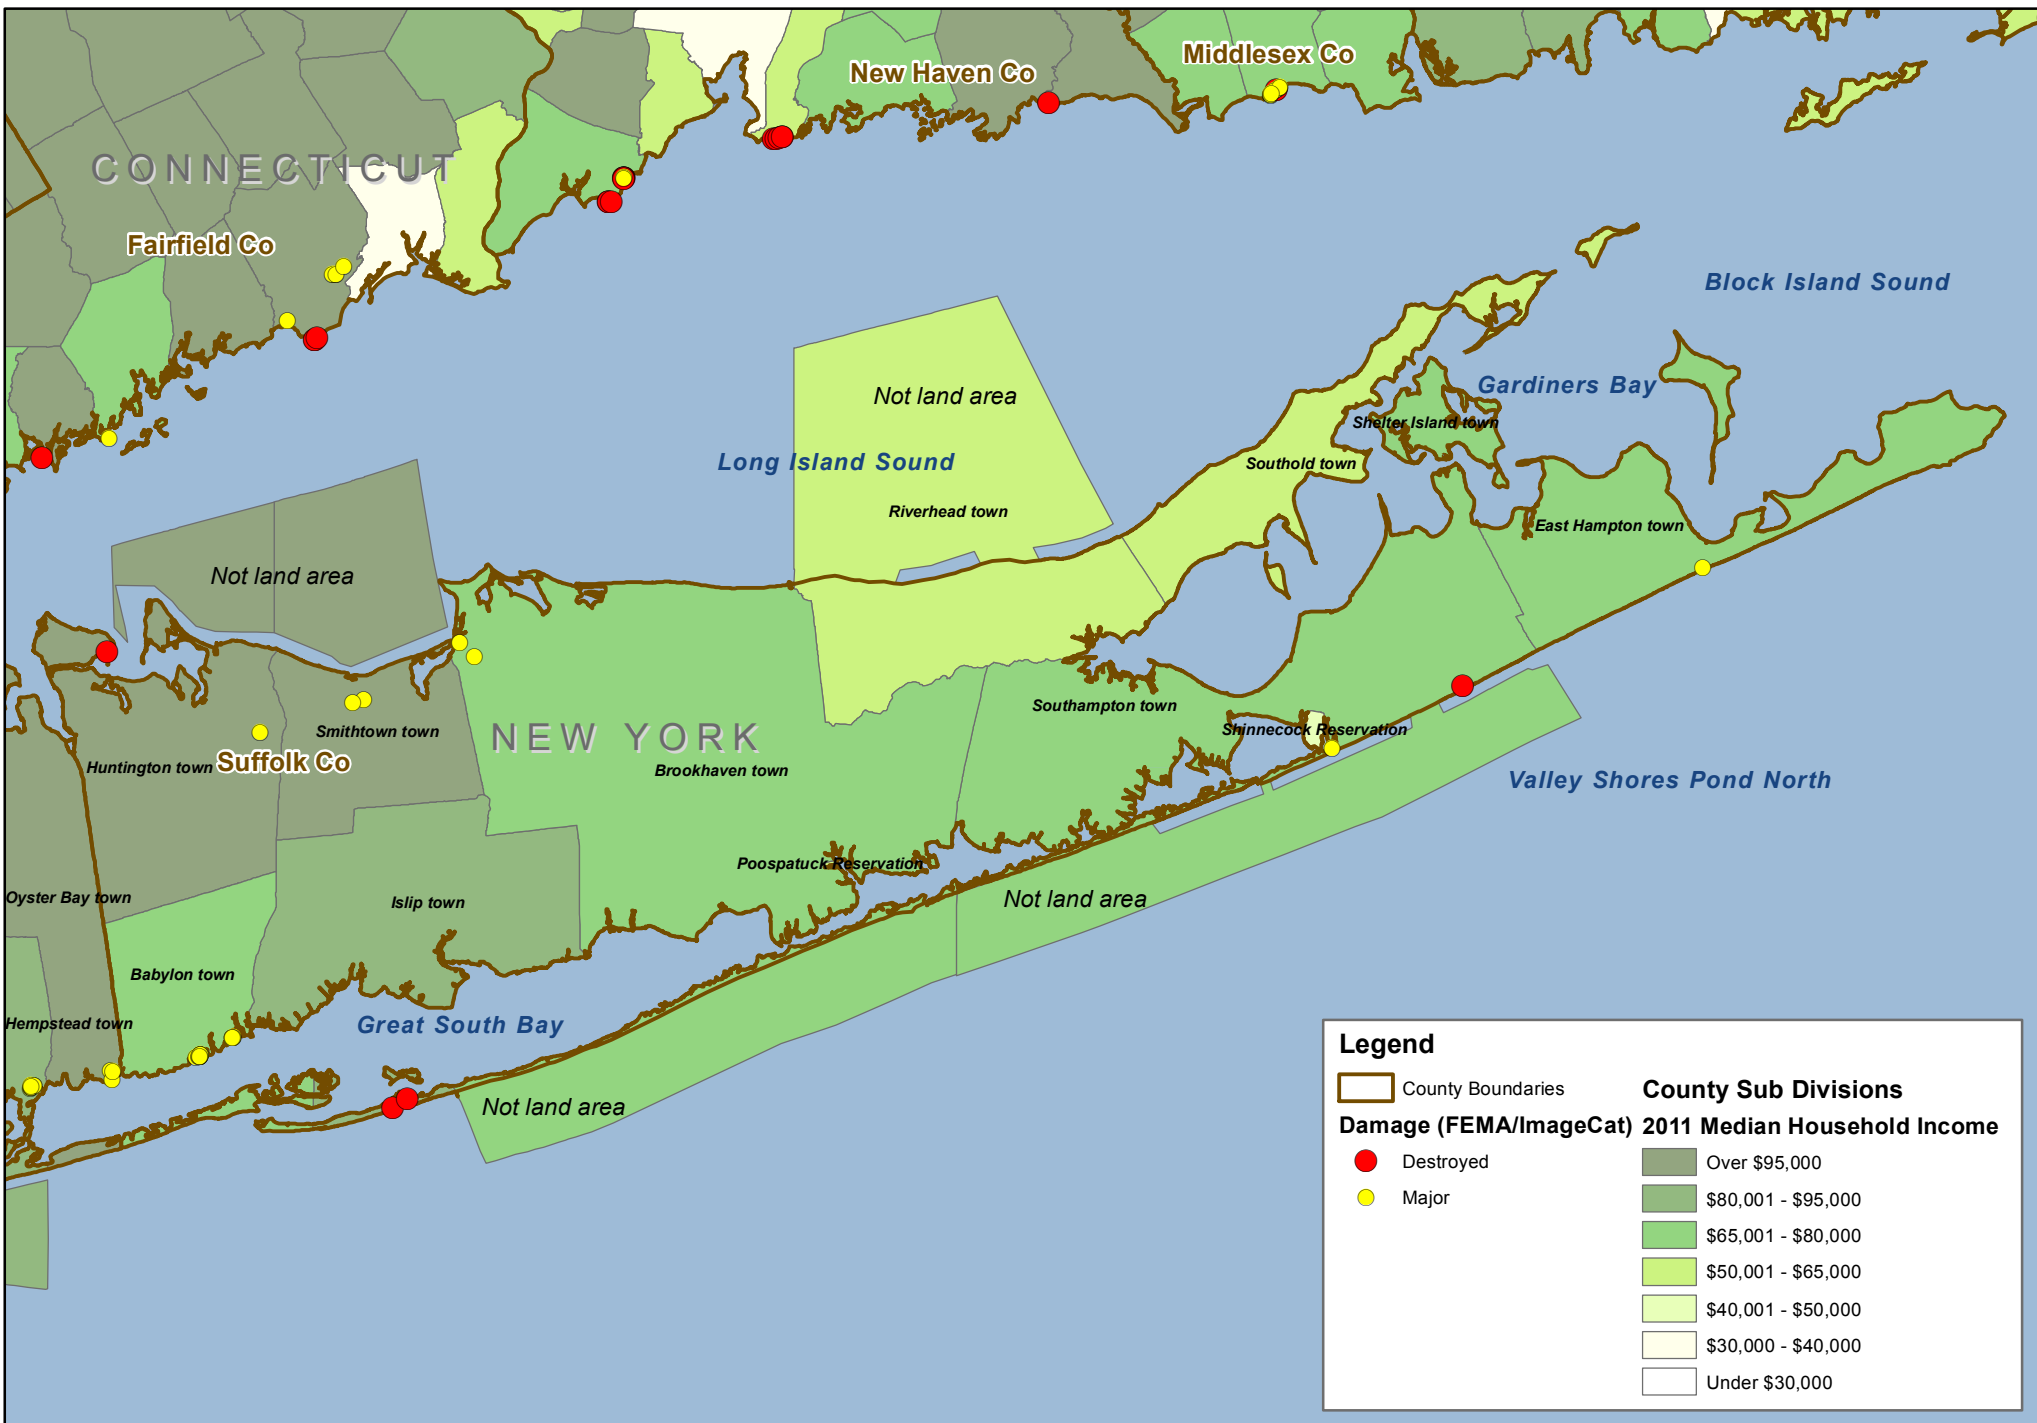 Middlesex Co
New Haven Co
CONNECTICUT
Fairfield Co
Block Island Sound
Gardiners Bay
Not land area
Shelter Island town
Long Island Sound
Southold town
Riverhead town
East Hampton town
Not land area
Southampton town
Shinnecock Reservation
Smithtown town
NEW YORK
Huntington town
Suffolk Co
Brookhaven town
Valley Shores Pond North
Poospatuck Reservation
Oyster Bay town
Islip town
Not land area
Babylon town
Hempstead town
Great South Bay
Not land area
Legend
County Boundaries
Damage (FEMA/ImageCat)
Destroyed
Major
County Sub Divisions
2011 Median Household Income
Over $95,000
$80,001 - $95,000
$65,001 - $80,000
$50,001 - $65,000
$40,001 - $50,000
$30,000 - $40,000
Under $30,000